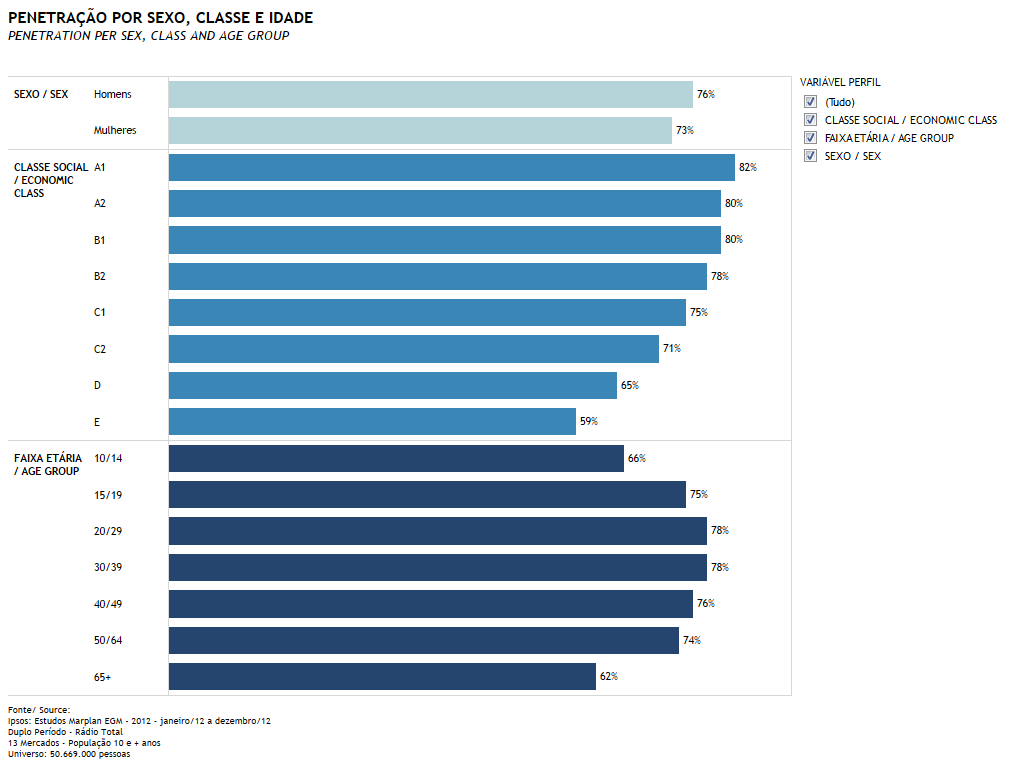 PENETRAÇÃO POR SEXO, CLASSE E IDADE
PENETRATION PER SEX, CLASS AND AGE GROUP
SEXO / SEX
Homens 76%
Mulheres 73%
CLASSE SOCIAL
/ ECONOMIC
CLASS
A1 82%
A2 80%
B1 80%
B2 78%
C1 75%
C2 71%
D 65%
E 59%
FAIXA ETÁRIA
/ AGE GROUP
10/14 66%
15/19 75%
20/29 78%
30/39 78%
40/49 76%
50/64 74%
65+ 62%
VARIÁVEL PERFIL
(Tudo)
CLASSE SOCIAL / ECONOMIC CLASS
FAIXA ETÁRIA / AGE GROUP
SEXO / SEX
Fonte/ Source:
Ipsos: Estudos Marplan EGM - 2012 - janeiro/12 a dezembro/12
Duplo Período - Rádio Total
13 Mercados - População 10 e + anos
Universo: 50.669.000 pessoas